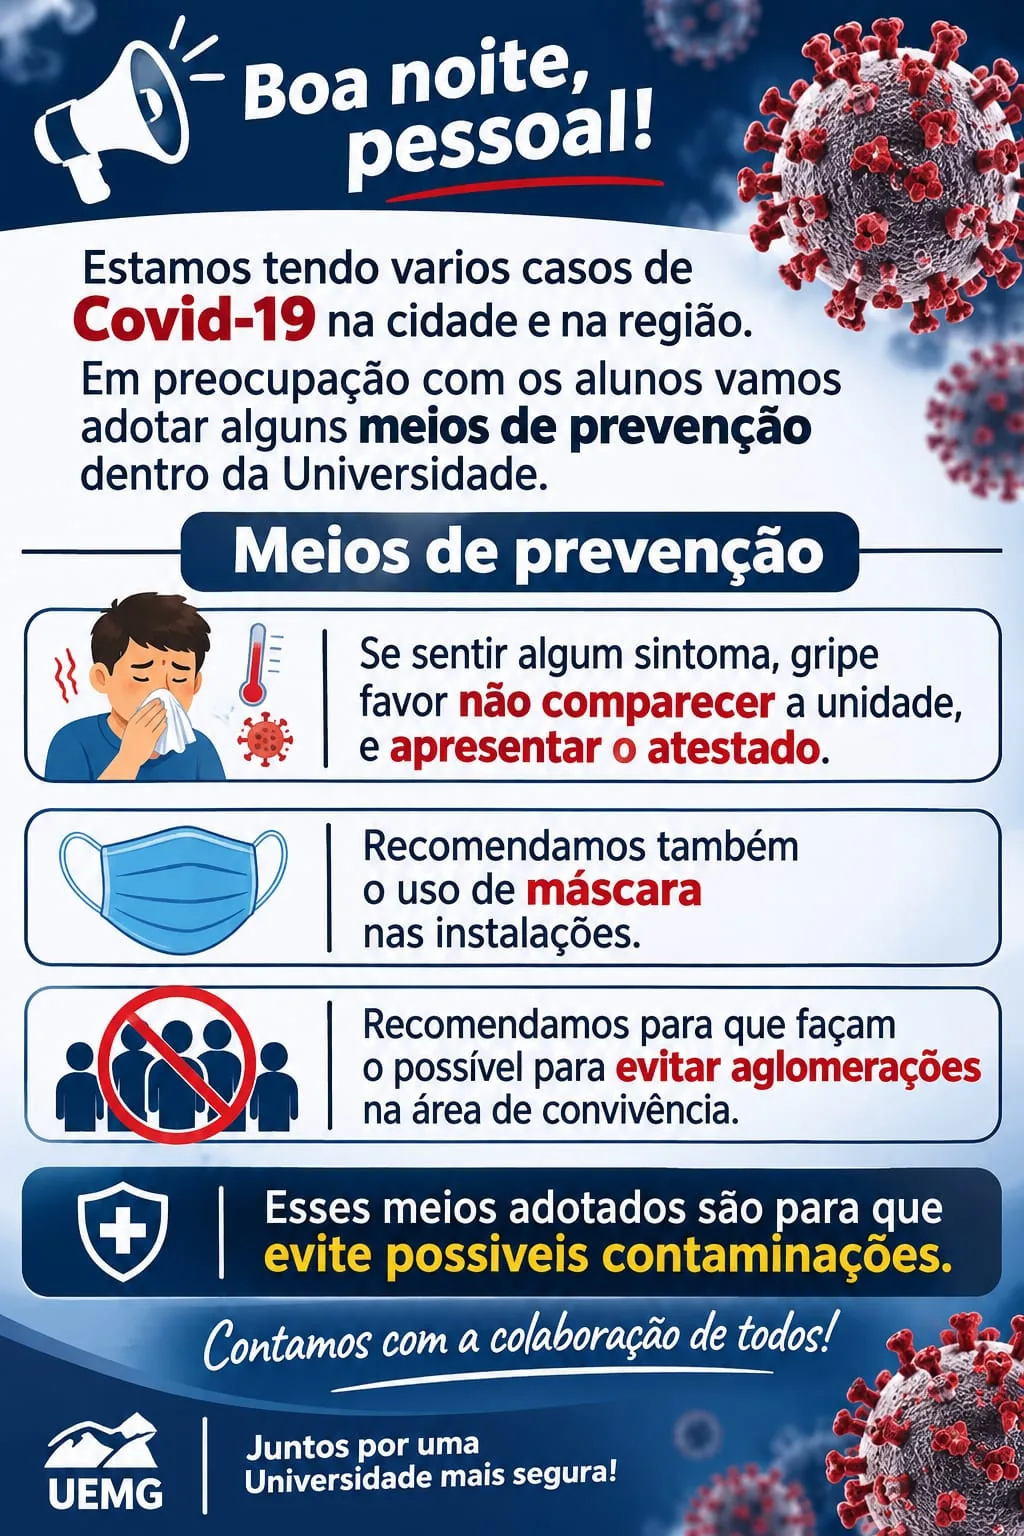 Boa noite,
pessoal!
Estamos tendo varios casos de
Covid-19 na cidade e na região.
Em preocupação com os alunos vamos
adotar alguns meios de prevenção
dentro da Universidade.
Meios de prevenção
Se sentir algum sintoma, gripe
favor não comparecer a unidade,
e apresentar o atestado.
Recomendamos também
o uso de máscara
nas instalações.
Recomendamos para que façam
o possível para evitar aglomerações
na área de convivência.
Esses meios adotados são para que
evite possiveis contaminações.
Contamos com a colaboração de todos!
UEMG
Juntos por uma
Universidade mais segura!